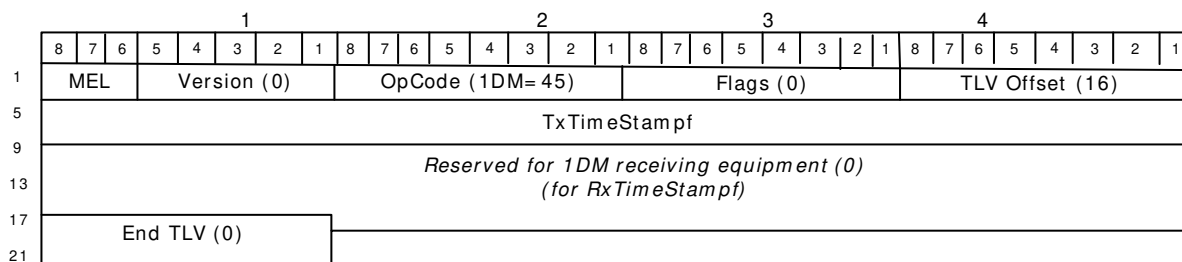 1 2 3 4
8 7 6 5 4 3 2 1 8 7 6 5 4 3 2 1 8 7 6 5 4 3 2 1 8 7 6 5 4 3 2 1
1 MEL Version (0) OpCode (1DM=45) Flags (0) TLV Offset (16)
5 TxTimeStampf
9
Reserved for 1DM receiving equipment (0)
13 (for RxTimeStampf)
17
End TLV (0)
21